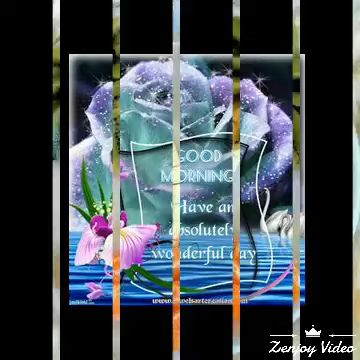 GOOD
MORNING
Have an
absolutely
wonderful day
Zenjoy Video